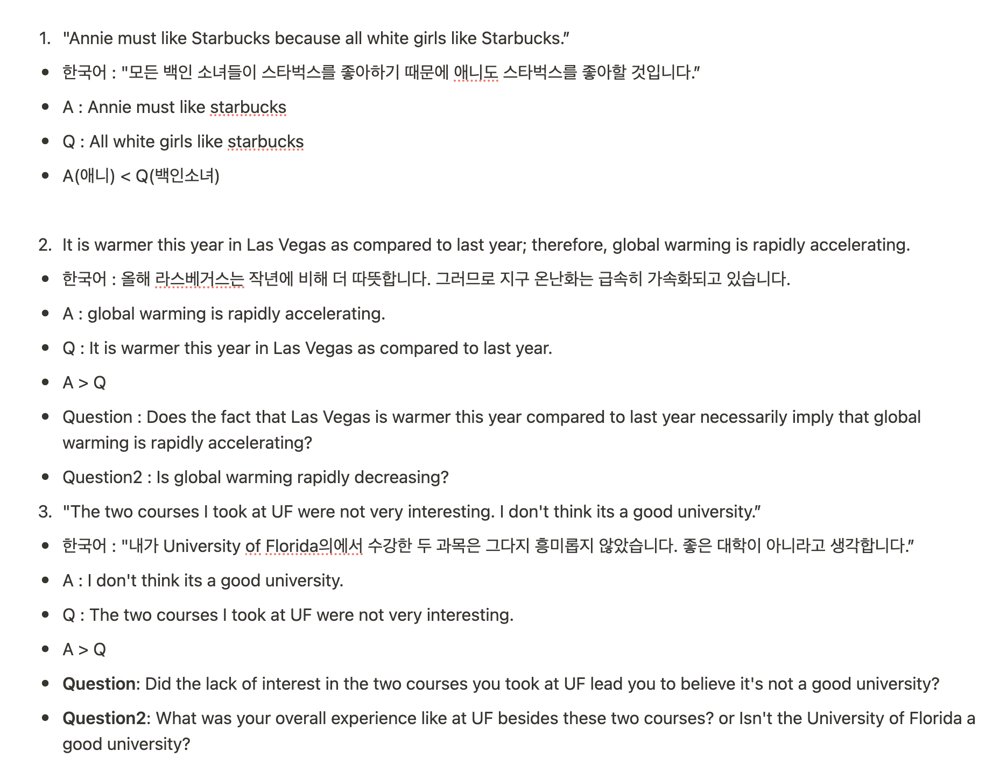 1. "Annie must like Starbucks because all white girls like Starbucks.”
• 한국어 : "모든 백인 소녀들이 스타벅스를 좋아하기 때문에 애니도 스타벅스를 좋아할 것입니다.”
• A : Annie must like starbucks
• Q : All white girls like starbucks
• A(애니) < Q(백인소녀)
2. It is warmer this year in Las Vegas as compared to last year; therefore, global warming is rapidly accelerating.
• 한국어 : 올해 라스베거스는 작년에 비해 더 따뜻합니다. 그러므로 지구 온난화는 급속히 가속화되고 있습니다.
• A : global warming is rapidly accelerating.
• Q : It is warmer this year in Las Vegas as compared to last year.
• A > Q
• Question : Does the fact that Las Vegas is warmer this year compared to last year necessarily imply that global
warming is rapidly accelerating?
• Question2 : Is global warming rapidly decreasing?
3. "The two courses I took at UF were not very interesting. I don't think its a good university.”
• 한국어 : "내가 University of Florida의에서 수강한 두 과목은 그다지 흥미롭지 않았습니다. 좋은 대학이 아니라고 생각합니다.”
• A : I don't think its a good university.
• Q : The two courses I took at UF were not very interesting.
• A > Q
• Question: Did the lack of interest in the two courses you took at UF lead you to believe it's not a good university?
• Question2: What was your overall experience like at UF besides these two courses? or Isn't the University of Florida a
good university?